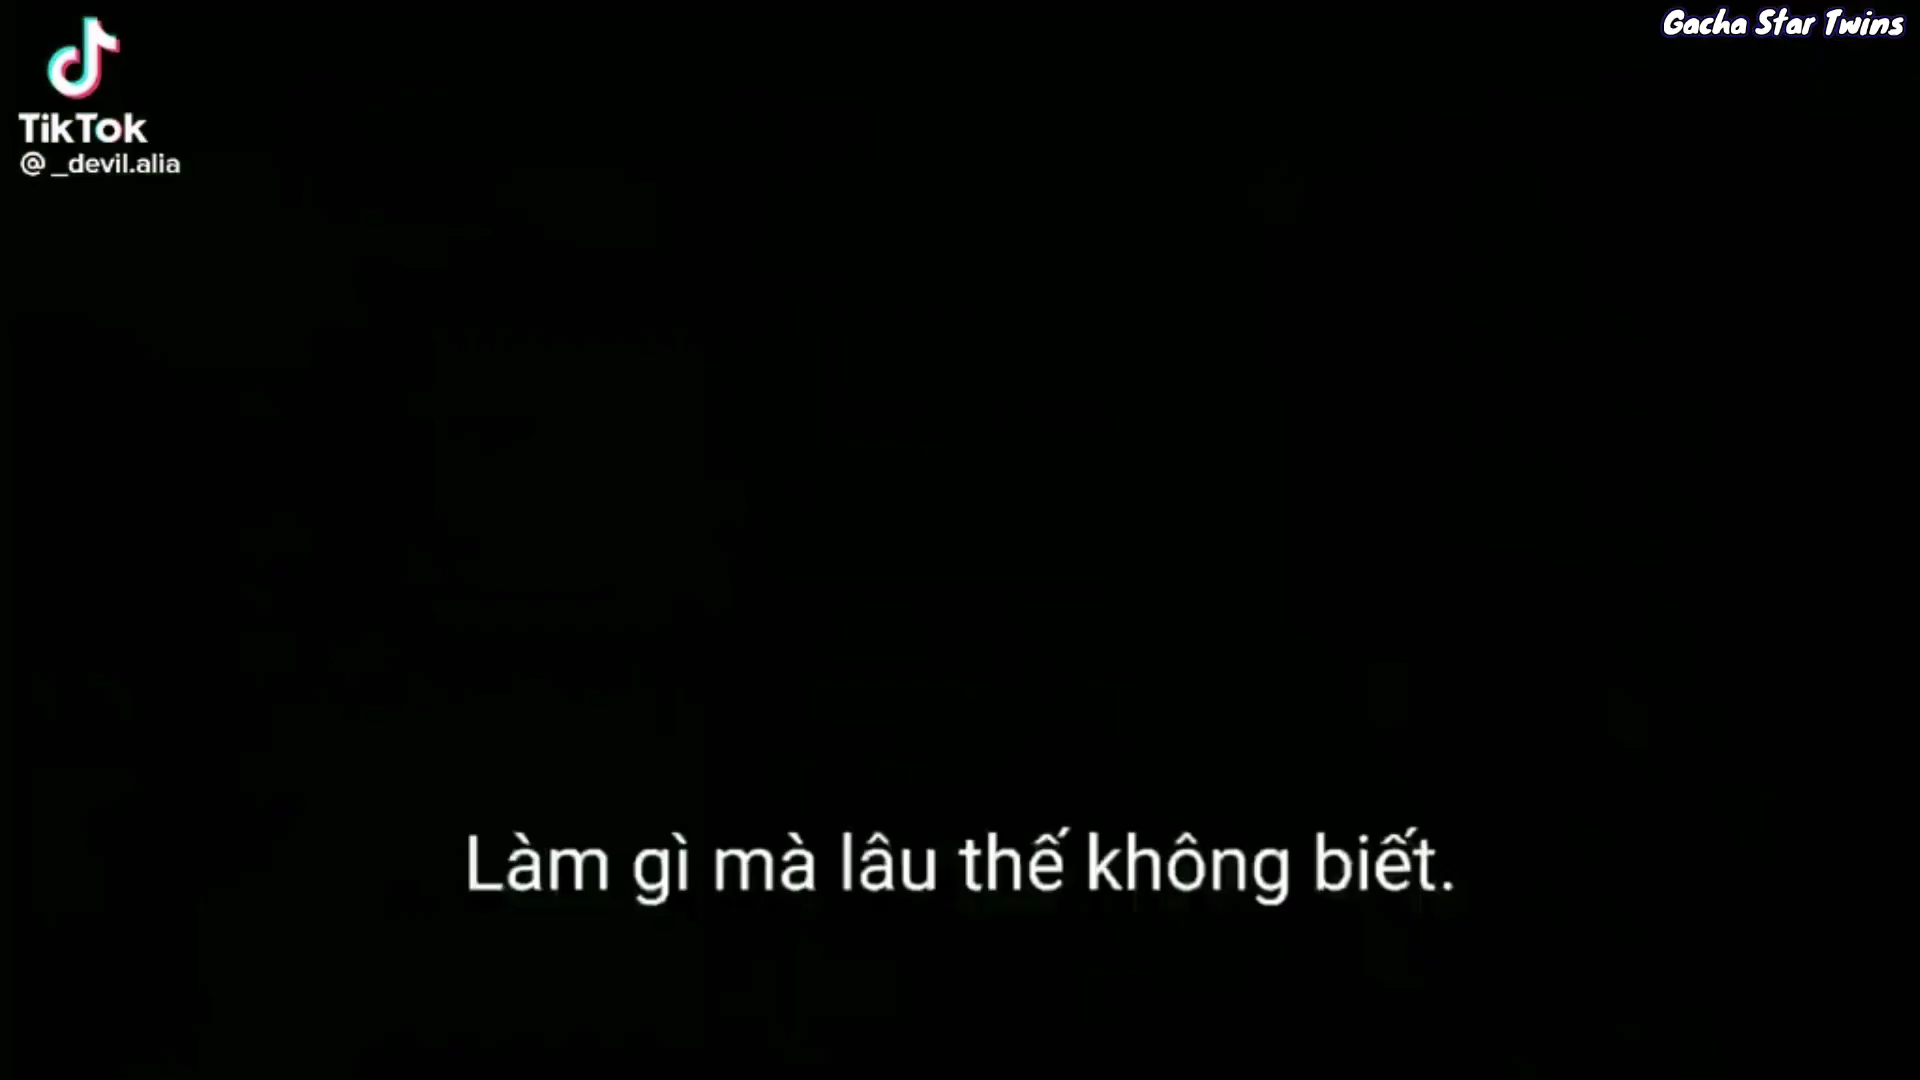 Gacha Star Twins
TikTok
@_devil.alia
Làm gì mà lâu thế không biết.